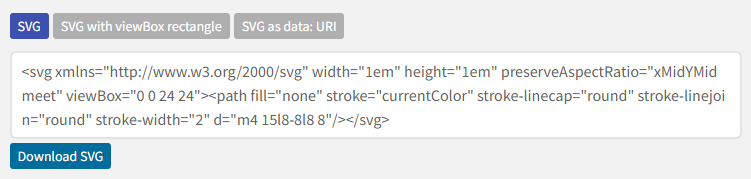 SVG SVG with viewBox rectangle SVG as data: URI
<svg xmlns="http://www.w3.org/2000/svg" width="1em" height="1em" preserveAspectRatio="xMidYMid
meet" viewBox="0 0 24 24"><path fill="none" stroke="currentColor" stroke-linecap="round" stroke-linejoi
n="round" stroke-width="2" d="m4 15l8-8l8 8"/></svg>
Download SVG